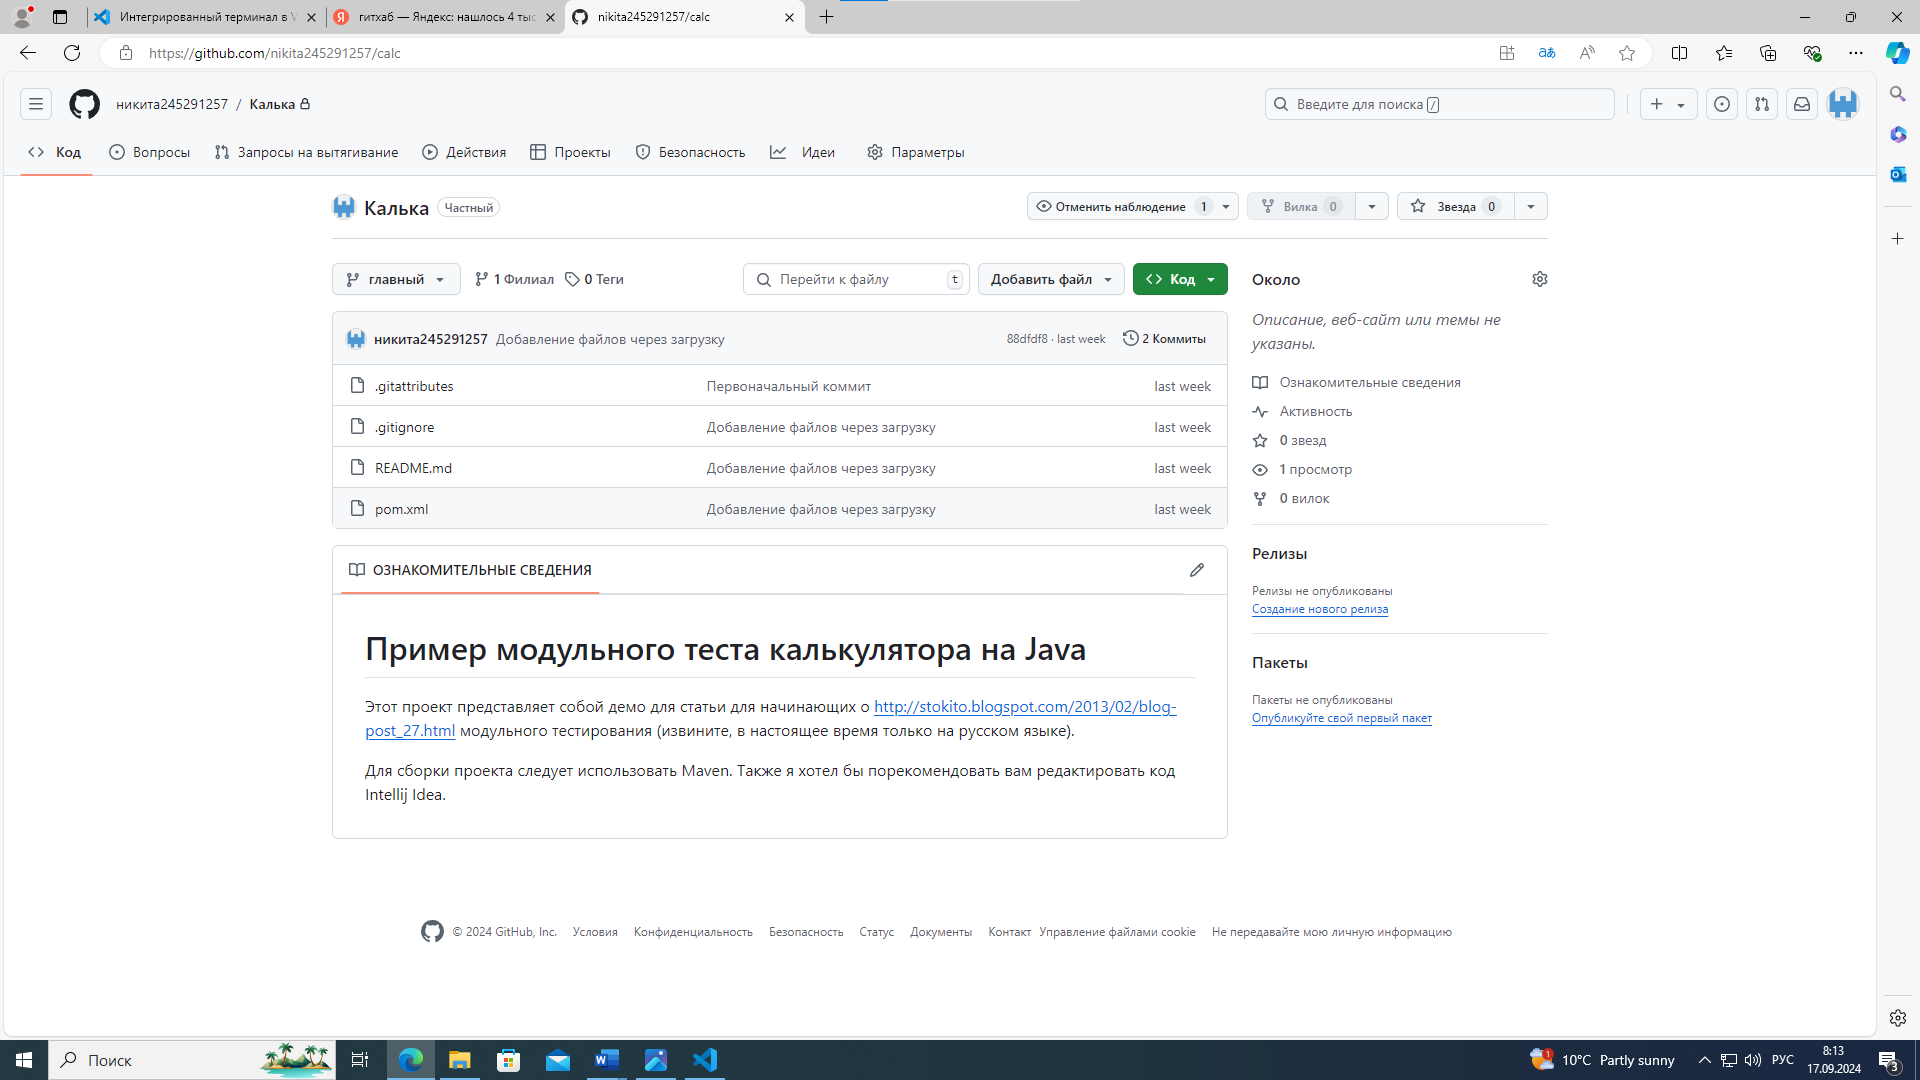 Интегрированный терминал в V
гитхаб — Яндекс: нашлось 4 тыс
nikita245291257/calc
https://github.com/nikita245291257/calc
никита245291257 / Калька
Введите для поиска /
Код
Вопросы
Запросы на вытягивание
Действия
Проекты
Безопасность
Идеи
Параметры
Калька Частный
Отменить наблюдение 1
Вилка 0
Звезда 0
главный
1 Филиал
0 Теги
Перейти к файлу t
Добавить файл
Код
никита245291257 Добавление файлов через загрузку 88dfdf8 · last week 2 Коммиты
.gitattributes Первоначальный коммит last week
.gitignore Добавление файлов через загрузку last week
README.md Добавление файлов через загрузку last week
pom.xml Добавление файлов через загрузку last week
ОЗНАКОМИТЕЛЬНЫЕ СВЕДЕНИЯ
Пример модульного теста калькулятора на Java
Этот проект представляет собой демо для статьи для начинающих о http://stokito.blogspot.com/2013/02/blog-
post_27.html модульного тестирования (извините, в настоящее время только на русском языке).
Для сборки проекта следует использовать Maven. Также я хотел бы порекомендовать вам редактировать код
Intellij Idea.
Около
Описание, веб-сайт или темы не
указаны.
Ознакомительные сведения
Активность
0 звезд
1 просмотр
0 вилок
Релизы
Релизы не опубликованы
Создание нового релиза
Пакеты
Пакеты не опубликованы
Опубликуйте свой первый пакет
© 2024 GitHub, Inc. Условия Конфиденциальность Безопасность Статус Документы Контакт Управление файлами cookie Не передавайте мою личную информацию
Поиск
1
10°C Partly sunny
РУС
8:13
17.09.2024
3